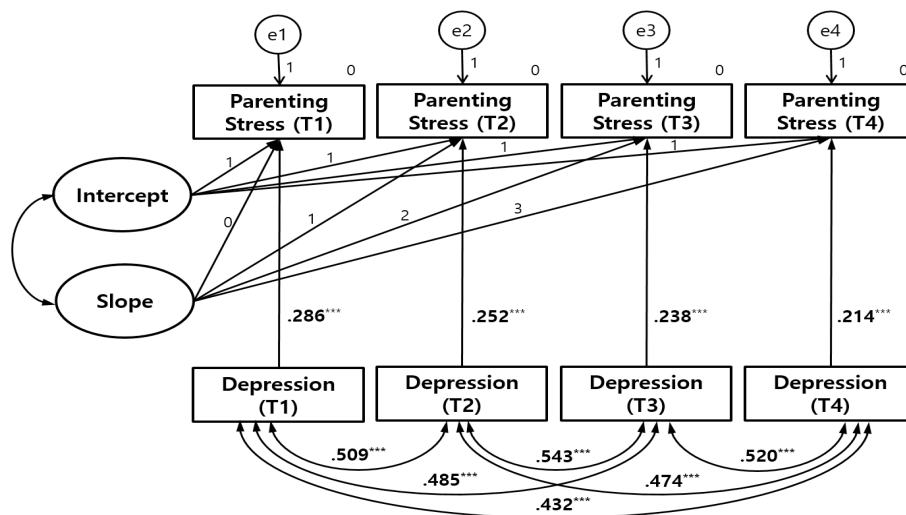 e1 e2 e3 e4
1 0 1 0 1 0 1 0
Parenting Stress (T1)
Parenting Stress (T2)
Parenting Stress (T3)
Parenting Stress (T4)
1 1 1 1
Intercept
0 1 2 3
Slope
.286***
.252***
.238***
.214***
Depression (T1)
Depression (T2)
Depression (T3)
Depression (T4)
.509***
.543***
.520***
.485***
.474***
.432***